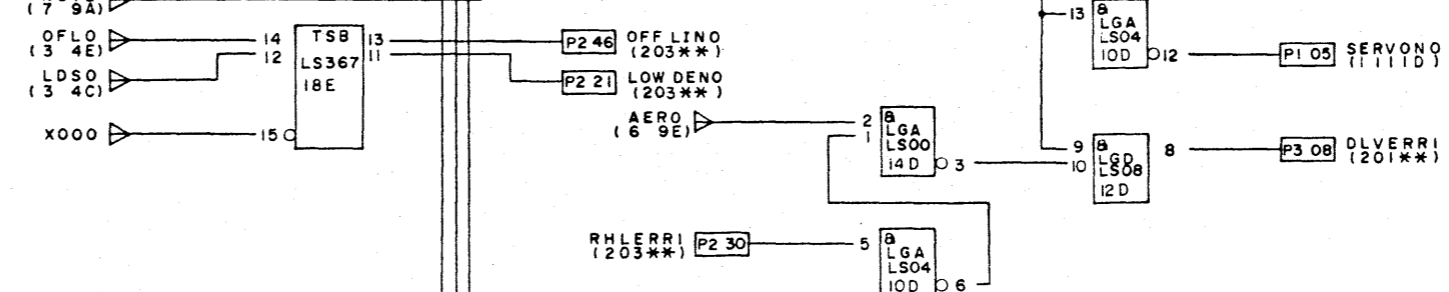 (7 9A)
OFLO 14 TSB 13 P2 46 OFF LINO
(3 4E) (203**)
LDSO 12 LS367 11 P2 21 LOW DENO
(3 4C) 18E (203**)
X000 15
AERO 2 &
(6 9E) 1 LGA
LS00
14D 3
RHLERRI P2 30 5 &
(203**) LGA
LS04
10D 6
13 &
LGA
LS04
10D 12 P1 05 SERVONO
(1 111D)
9 & 8 P3 08 DLVERRI
10 LGD (201**)
LS08
12D